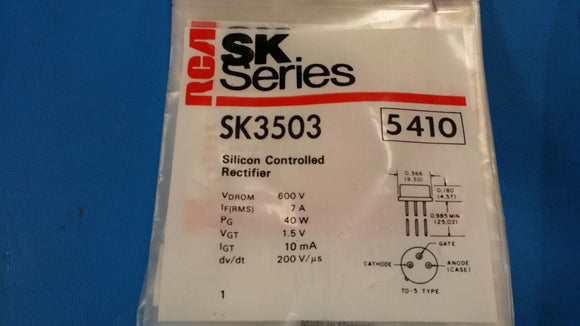 RCA
SK
Series
SK3503
5410
Silicon Controlled
Rectifier
VDROM 600 V
IF(RMS) 7 A
PG 40 W
VGT 1.5 V
IGT 10 mA
dv/dt 200 V/µs
1
0.366
(9.30)
0.180
(4.57)
0.985 MIN
(25.02)
GATE
CATHODE
ANODE
(CASE)
TO-5 TYPE
Made in